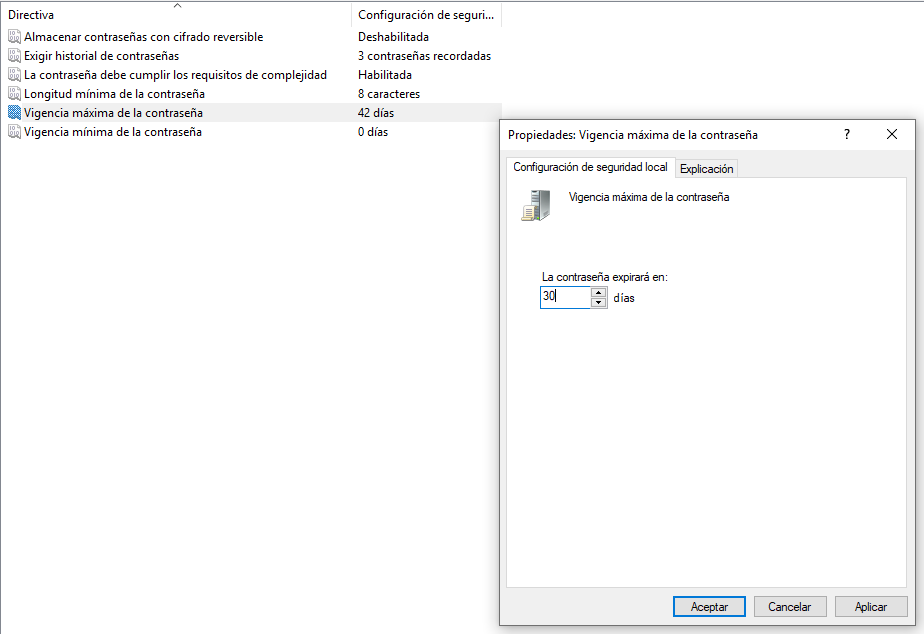 Directiva Configuración de seguri...
Almacenar contraseñas con cifrado reversible Deshabilitada
Exigir historial de contraseñas 3 contraseñas recordadas
La contraseña debe cumplir los requisitos de complejidad Habilitada
Longitud mínima de la contraseña 8 caracteres
Vigencia máxima de la contraseña 42 días
Vigencia mínima de la contraseña 0 días
Propiedades: Vigencia máxima de la contraseña ?
Configuración de seguridad local Explicación
Vigencia máxima de la contraseña
La contraseña expirará en:
30 días
Aceptar Cancelar Aplicar